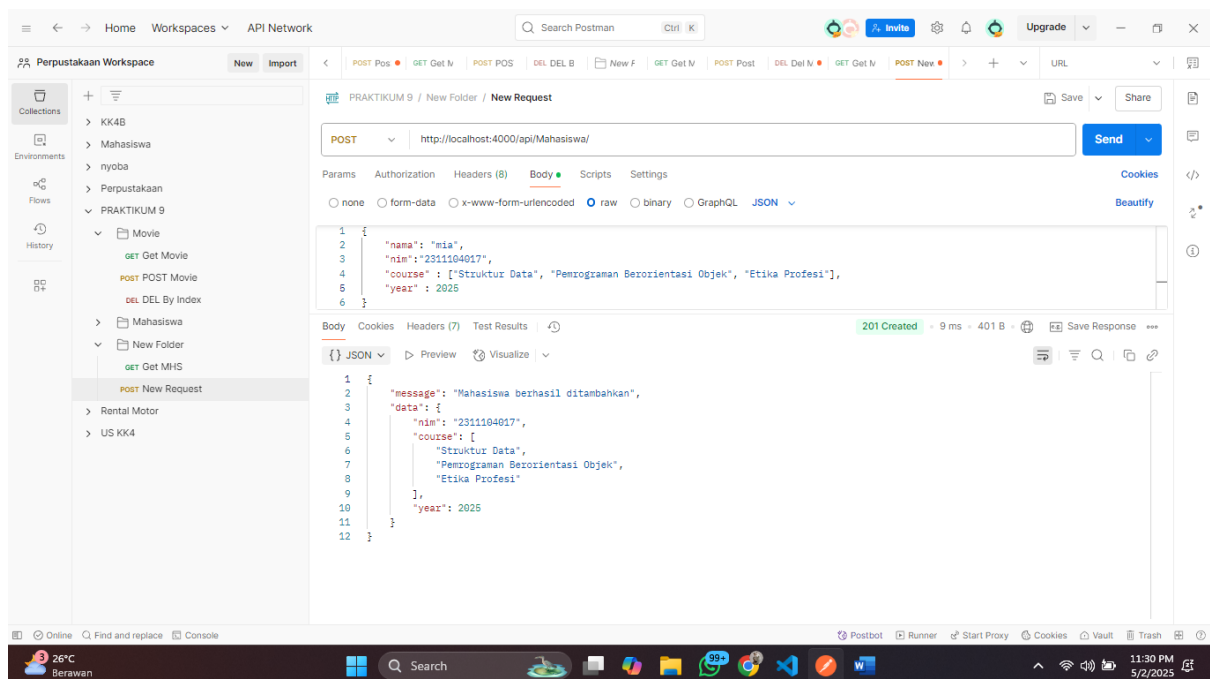 Home Workspaces API Network Search Postman Ctrl K Invite Upgrade
Perpustakaan Workspace New Import POST Pos GET Get M POST POS DEL DEL B New F GET Get M POST Post DEL Del M GET Get M POST New URL
Collections
Environments
Flows
History
KK4B
Mahasiswa
nyoba
Perpustakaan
PRAKTIKUM 9
Movie
GET Get Movie
POST POST Movie
DEL DEL By Index
Mahasiswa
New Folder
GET Get MHS
POST New Request
Rental Motor
US KK4
HTTP PRAKTIKUM 9 / New Folder / New Request Save Share
POST http://localhost:4000/api/Mahasiswa/ Send
Params Authorization Headers (8) Body Scripts Settings Cookies
none form-data x-www-form-urlencoded raw binary GraphQL JSON Beautify
1 {
2 "nama": "mia",
3 "nim":"2311104017",
4 "course" : ["Struktur Data", "Pemrograman Berorientasi Objek", "Etika Profesi"],
5 "year" : 2025
6 }
Body Cookies Headers (7) Test Results 201 Created 9 ms 401 B Save Response
{} JSON Preview Visualize
1 {
2 "message": "Mahasiswa berhasil ditambahkan",
3 "data": {
4 "nim": "2311104017",
5 "course": [
6 "Struktur Data",
7 "Pemrograman Berorientasi Objek",
8 "Etika Profesi"
9 ],
10 "year": 2025
11 }
12 }
Online Find and replace Console Postbot Runner Start Proxy Cookies Vault Trash
3 26°C
Berawan
Search
99+
11:30 PM
5/2/2025